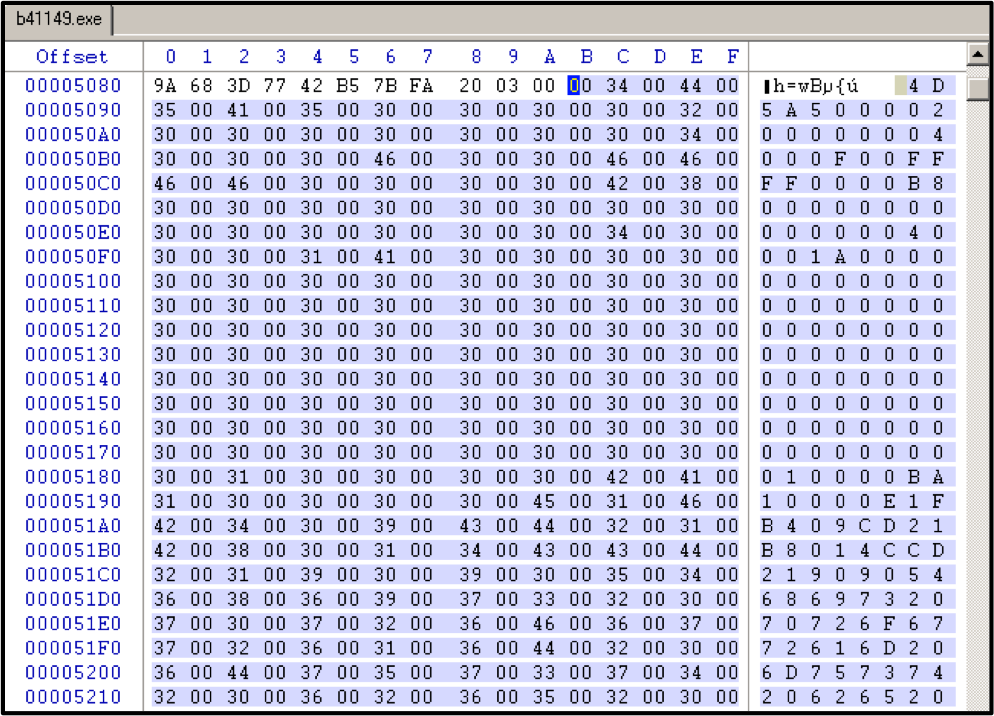 b41149.exe
Offset 0 1 2 3 4 5 6 7 8 9 A B C D E F
00005080 9A 68 3D 77 42 B5 7B FA 20 03 00 00 34 00 44 00 h=wBµ{ú 4 D
00005090 35 00 41 00 35 00 30 00 30 00 30 00 30 00 32 00 5 A 5 0 0 0 0 2
000050A0 30 00 30 00 30 00 30 00 30 00 30 00 30 00 34 00 0 0 0 0 0 0 0 4
000050B0 30 00 30 00 30 00 46 00 30 00 30 00 46 00 46 00 0 0 0 F 0 0 F F
000050C0 46 00 46 00 30 00 30 00 30 00 30 00 42 00 38 00 F F 0 0 0 0 B 8
000050D0 30 00 30 00 30 00 30 00 30 00 30 00 30 00 30 00 0 0 0 0 0 0 0 0
000050E0 30 00 30 00 30 00 30 00 30 00 30 00 34 00 30 00 0 0 0 0 0 0 4 0
000050F0 30 00 30 00 31 00 41 00 30 00 30 00 30 00 30 00 0 0 1 A 0 0 0 0
00005100 30 00 30 00 30 00 30 00 30 00 30 00 30 00 30 00 0 0 0 0 0 0 0 0
00005110 30 00 30 00 30 00 30 00 30 00 30 00 30 00 30 00 0 0 0 0 0 0 0 0
00005120 30 00 30 00 30 00 30 00 30 00 30 00 30 00 30 00 0 0 0 0 0 0 0 0
00005130 30 00 30 00 30 00 30 00 30 00 30 00 30 00 30 00 0 0 0 0 0 0 0 0
00005140 30 00 30 00 30 00 30 00 30 00 30 00 30 00 30 00 0 0 0 0 0 0 0 0
00005150 30 00 30 00 30 00 30 00 30 00 30 00 30 00 30 00 0 0 0 0 0 0 0 0
00005160 30 00 30 00 30 00 30 00 30 00 30 00 30 00 30 00 0 0 0 0 0 0 0 0
00005170 30 00 30 00 30 00 30 00 30 00 30 00 30 00 30 00 0 0 0 0 0 0 0 0
00005180 30 00 31 00 30 00 30 00 30 00 30 00 42 00 41 00 0 1 0 0 0 0 B A
00005190 31 00 30 00 30 00 30 00 30 00 45 00 31 00 46 00 1 0 0 0 0 E 1 F
000051A0 42 00 34 00 30 00 39 00 43 00 44 00 32 00 31 00 B 4 0 9 C D 2 1
000051B0 42 00 38 00 30 00 31 00 34 00 43 00 43 00 44 00 B 8 0 1 4 C C D
000051C0 32 00 31 00 39 00 30 00 39 00 30 00 35 00 34 00 2 1 9 0 9 0 5 4
000051D0 36 00 38 00 36 00 39 00 37 00 33 00 32 00 30 00 6 8 6 9 7 3 2 0
000051E0 37 00 30 00 37 00 32 00 36 00 46 00 36 00 37 00 7 0 7 2 6 F 6 7
000051F0 37 00 32 00 36 00 31 00 36 00 44 00 32 00 30 00 7 2 6 1 6 D 2 0
00005200 36 00 44 00 37 00 35 00 37 00 33 00 37 00 34 00 6 D 7 5 7 3 7 4
00005210 32 00 30 00 36 00 32 00 36 00 35 00 32 00 30 00 2 0 6 2 6 5 2 0